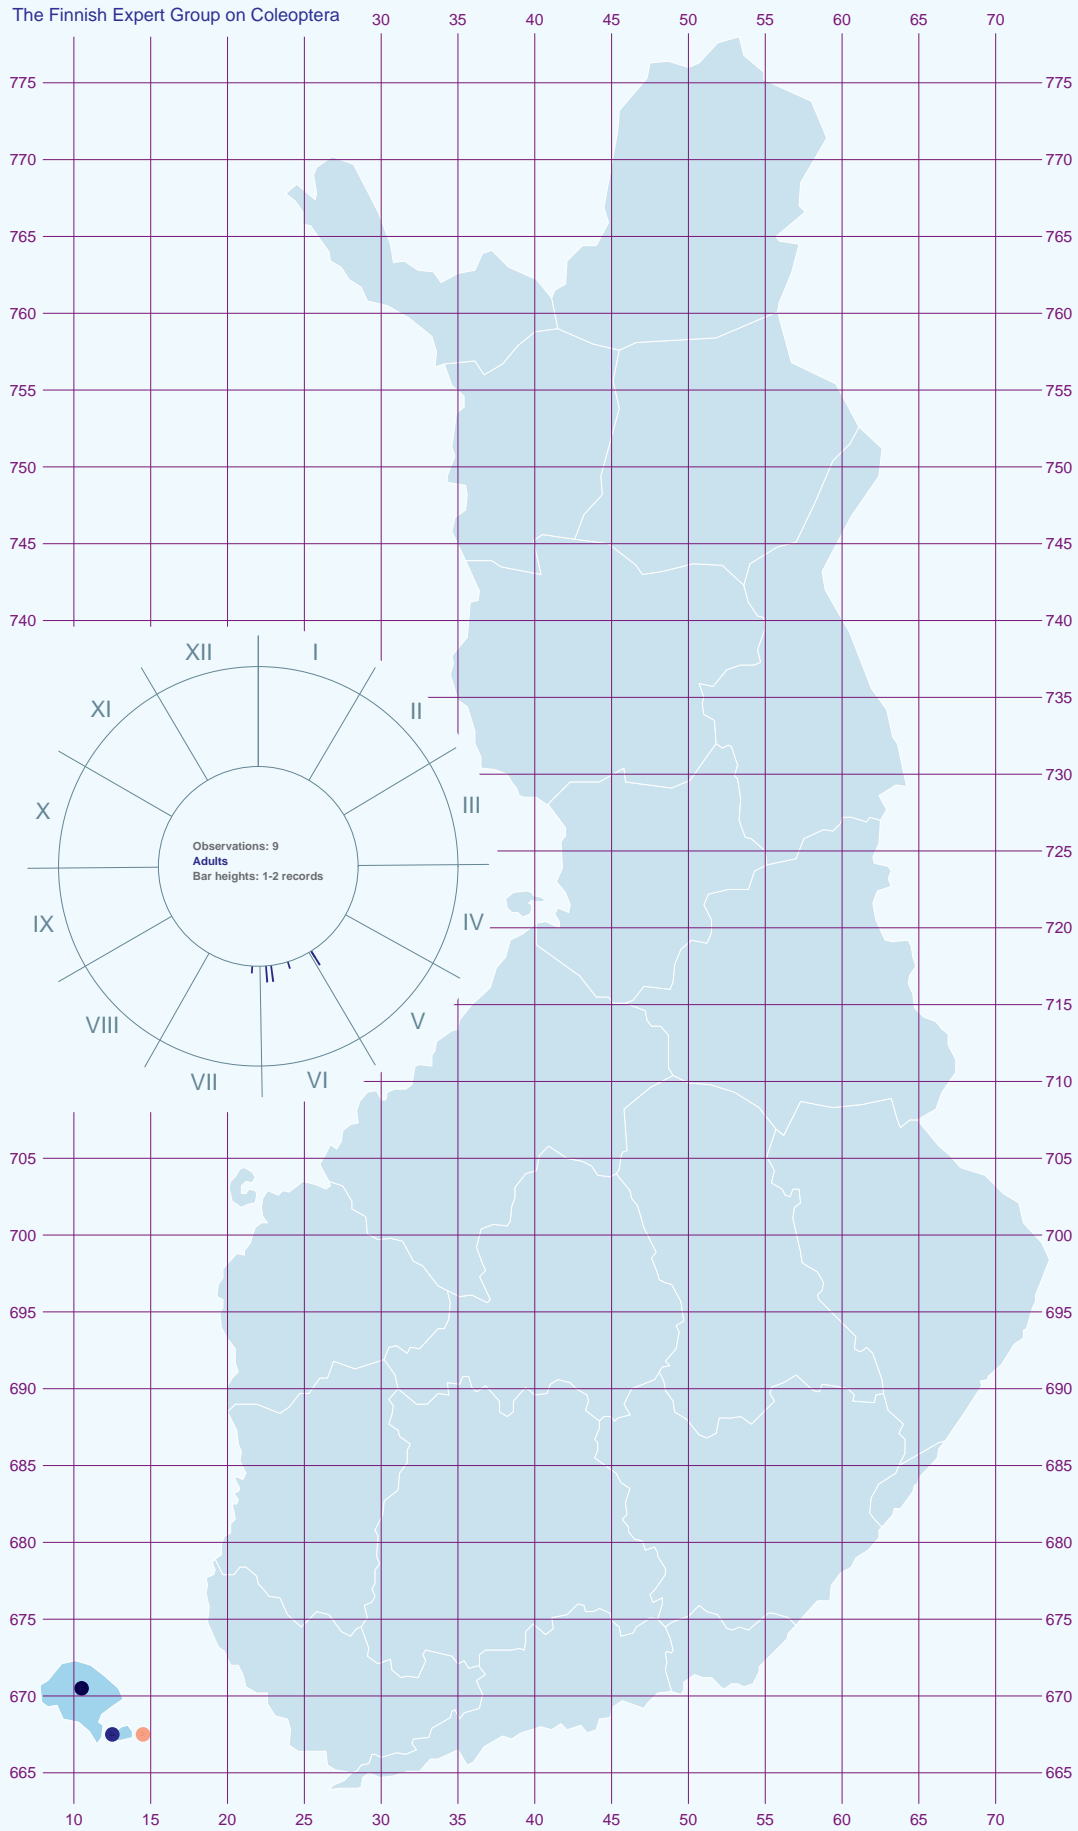 The Finnish Expert Group on Coleoptera 30 35 40 45 50 55 60 65 70
775 775
770 770
765 765
760 760
755 755
750 750
745 745
740 740
XII I
XI II
735
730
X III
Observations: 9
725
Adults
Bar heights: 1-2 records
IX IV
720
715
VIII V
VII VI
710
705 705
700 700
695 695
690 690
685 685
680 680
675 675
670 670
665 665
10 15 20 25 30 35 40 45 50 55 60 65 70